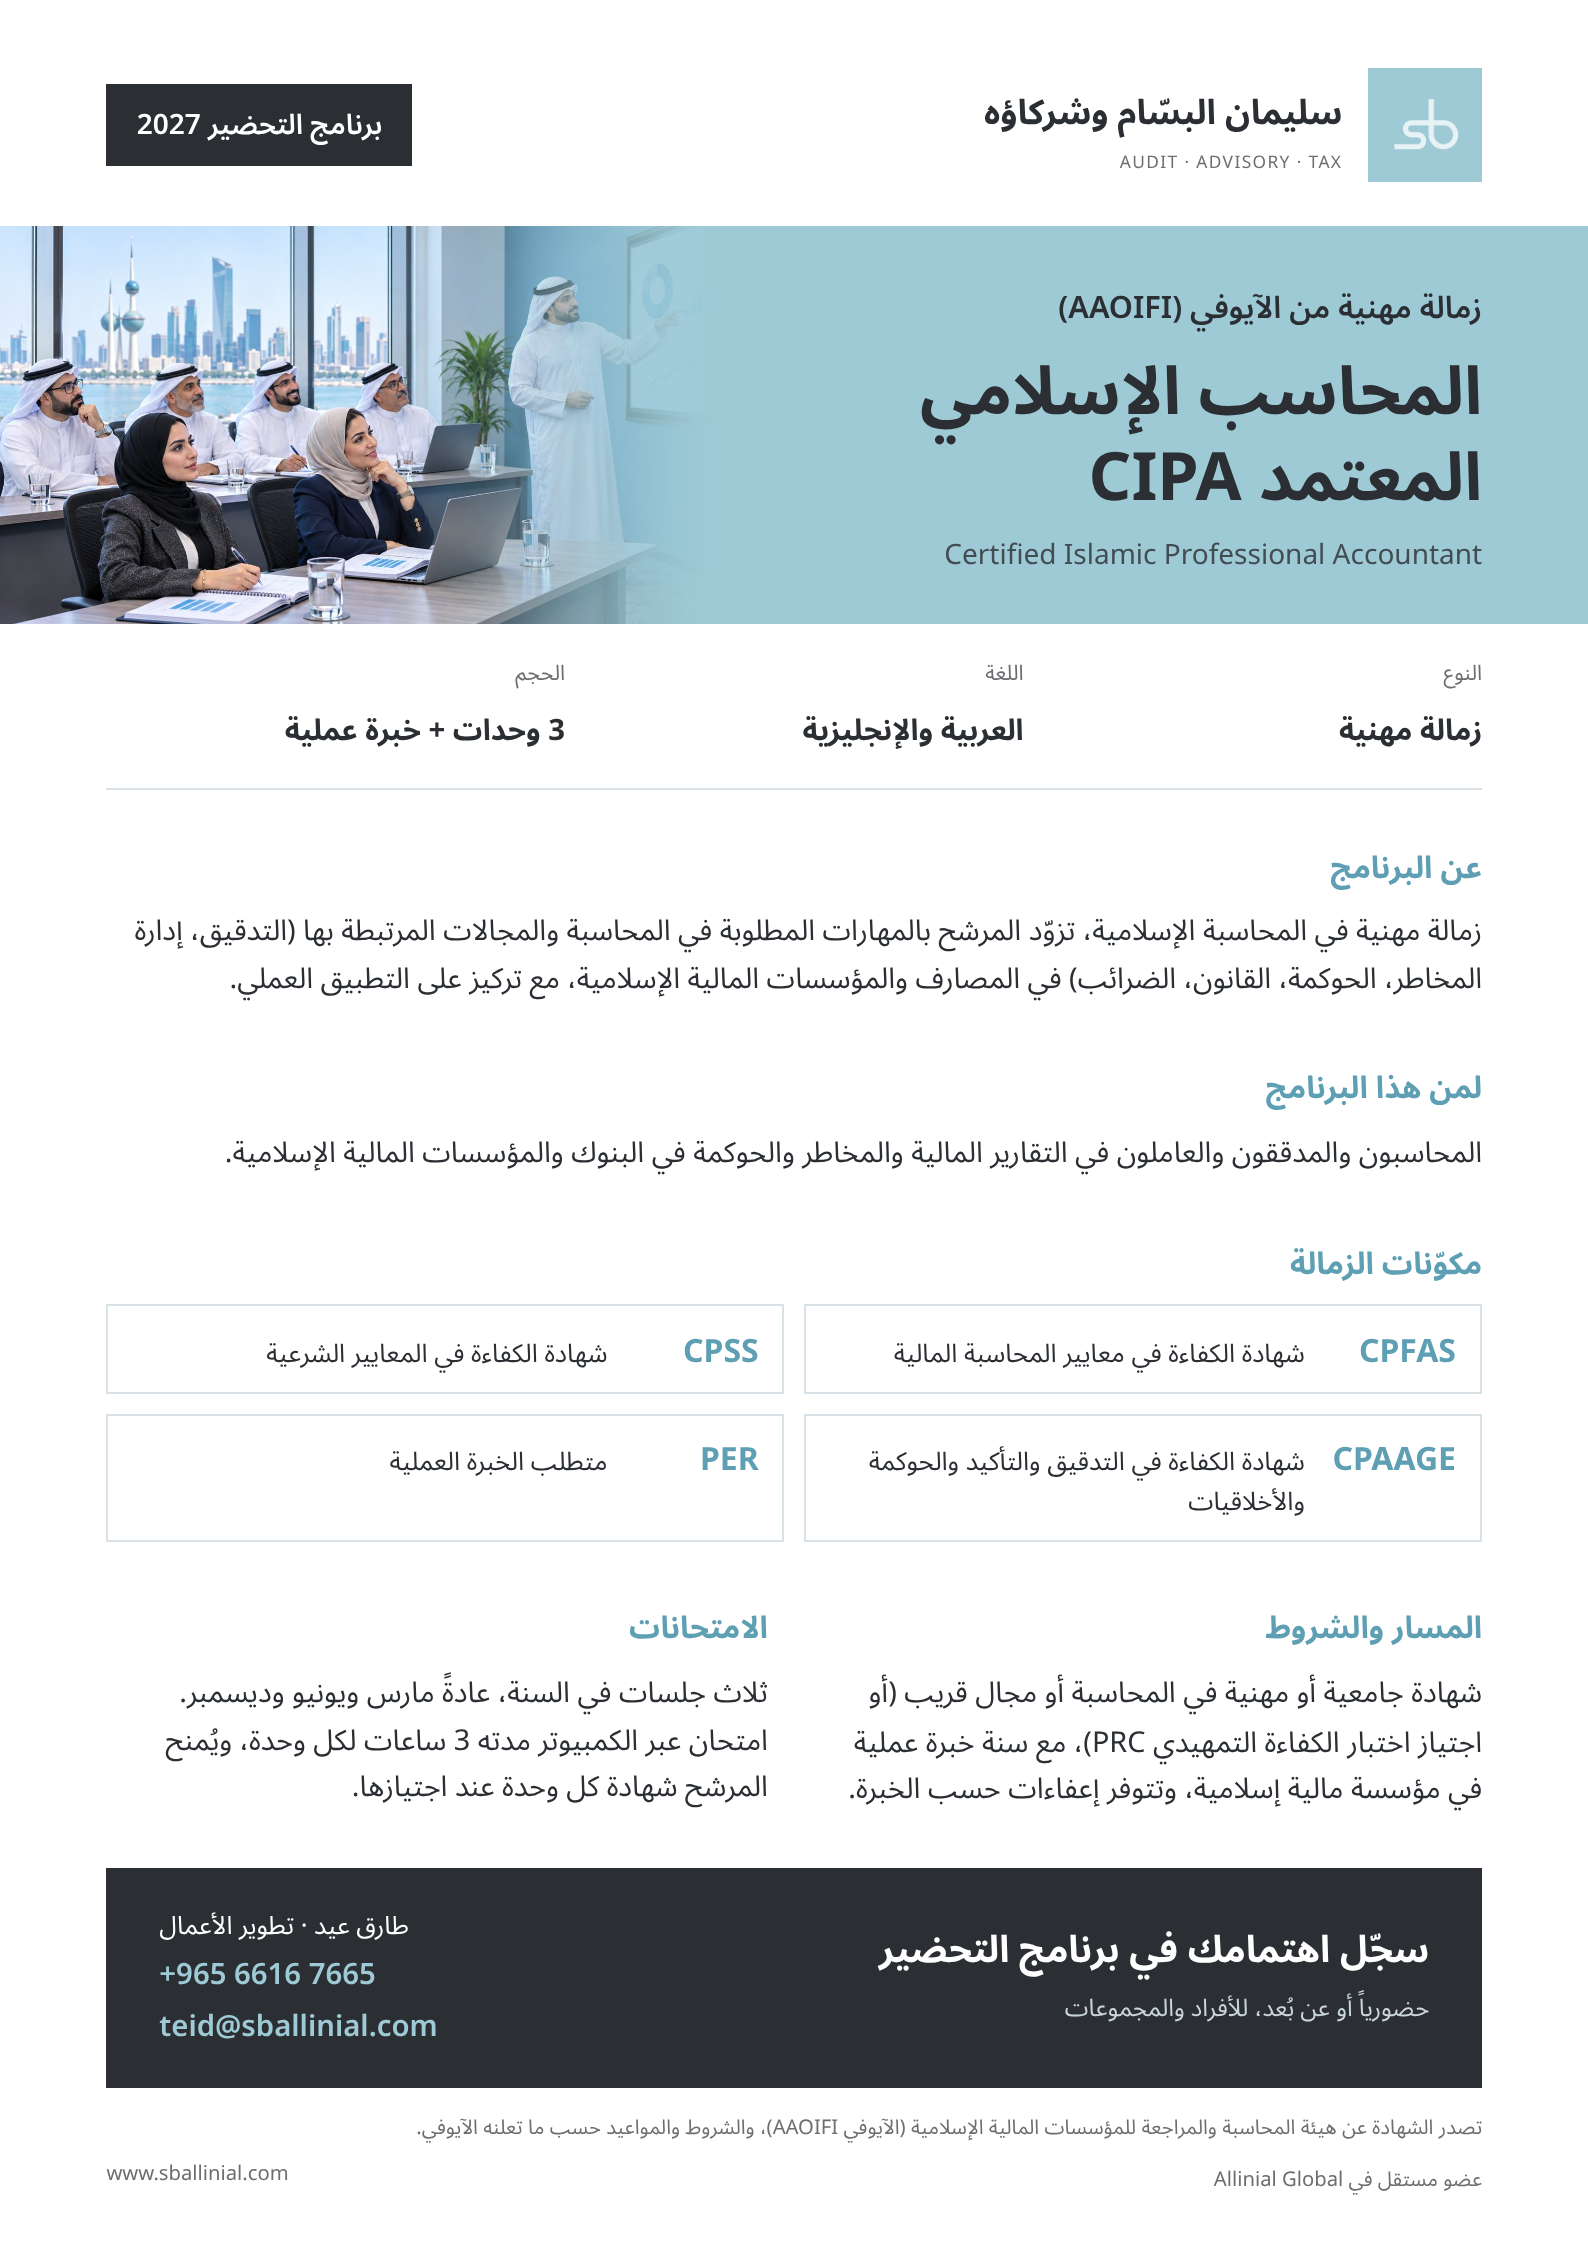 sb
سليمان البسّام وشركاؤه
AUDIT · ADVISORY · TAX
برنامج التحضير 2027
زمالة مهنية من الآيوفي (AAOIFI)
المحاسب الإسلامي
المعتمد CIPA
Certified Islamic Professional Accountant
النوع
زمالة مهنية
اللغة
العربية والإنجليزية
الحجم
3 وحدات + خبرة عملية
عن البرنامج
زمالة مهنية في المحاسبة الإسلامية، تزوّد المرشح بالمهارات المطلوبة في المحاسبة والمجالات المرتبطة بها (التدقيق، إدارة
المخاطر، الحوكمة، القانون، الضرائب) في المصارف والمؤسسات المالية الإسلامية، مع تركيز على التطبيق العملي.
لمن هذا البرنامج
المحاسبون والمدققون والعاملون في التقارير المالية والمخاطر والحوكمة في البنوك والمؤسسات المالية الإسلامية.
مكوّنات الزمالة
CPFAS شهادة الكفاءة في معايير المحاسبة المالية
CPSS شهادة الكفاءة في المعايير الشرعية
CPAAGE شهادة الكفاءة في التدقيق والتأكيد والحوكمة
والأخلاقيات
PER متطلب الخبرة العملية
المسار والشروط
شهادة جامعية أو مهنية في المحاسبة أو مجال قريب (أو
اجتياز اختبار الكفاءة التمهيدي PRC)، مع سنة خبرة عملية
في مؤسسة مالية إسلامية، وتتوفر إعفاءات حسب الخبرة.
الامتحانات
ثلاث جلسات في السنة، عادةً مارس ويونيو وديسمبر.
امتحان عبر الكمبيوتر مدته 3 ساعات لكل وحدة، ويُمنح
المرشح شهادة كل وحدة عند اجتيازها.
سجّل اهتمامك في برنامج التحضير
حضورياً أو عن بُعد، للأفراد والمجموعات
طارق عيد · تطوير الأعمال
+965 6616 7665
teid@sballinial.com
تصدر الشهادة عن هيئة المحاسبة والمراجعة للمؤسسات المالية الإسلامية (الآيوفي AAOIFI)، والشروط والمواعيد حسب ما تعلنه الآيوفي.
عضو مستقل في Allinial Global
www.sballinial.com